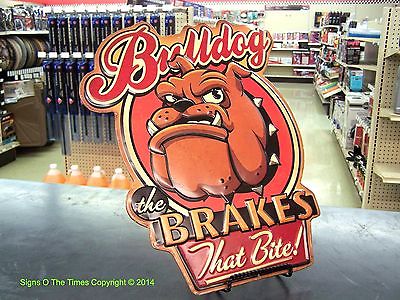 Bulldog
the
BRAKES
That Bite!
Signs O The Times Copyright © 2014